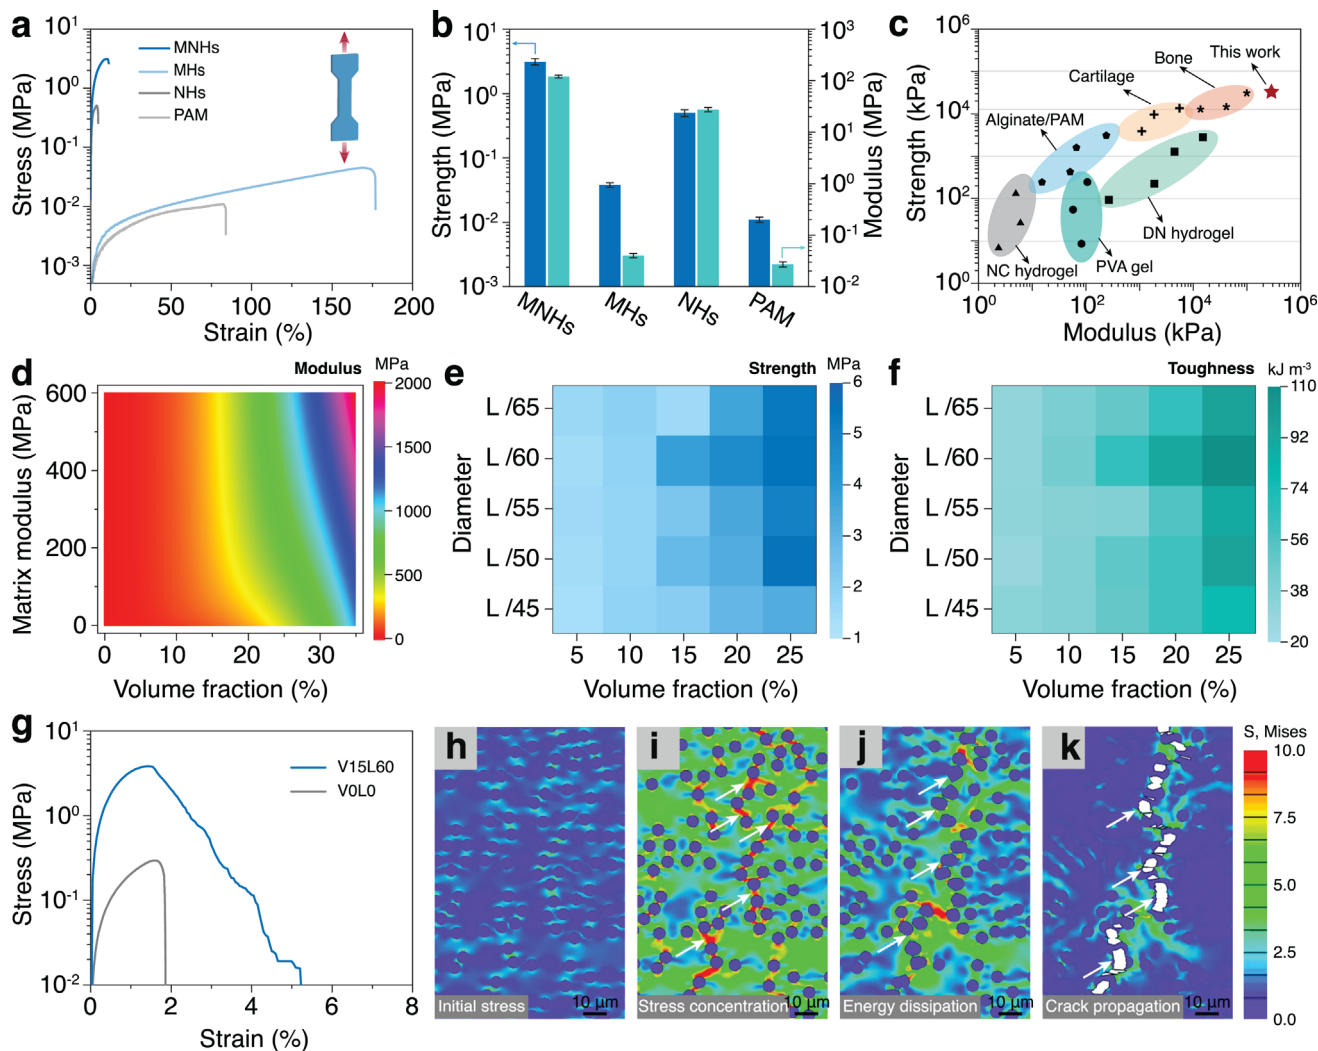 a
10¹
10⁰
10⁻¹
10⁻²
10⁻³
Stress (MPa)
MNHs
MHs
NHs
PAM
0
50
100
150
200
Strain (%)
b
10¹
10⁰
10⁻¹
10⁻²
10⁻³
Strength (MPa)
10³
10²
10¹
10⁰
10⁻¹
10⁻²
Modulus (MPa)
MNHs
MHs
NHs
PAM
c
10⁶
10⁴
10²
10⁰
Strength (kPa)
This work
Bone
Cartilage
Alginate/PAM
DN hydrogel
PVA gel
NC hydrogel
10⁰
10²
10⁴
10⁶
Modulus (kPa)
d
Modulus
MPa
600
400
200
0
Matrix modulus (MPa)
2000
1500
1000
500
0
0
10
20
30
Volume fraction (%)
e
Strength
MPa
L /65
L /60
L /55
L /50
L /45
Diameter
6
5
4
3
2
1
5
10
15
20
25
Volume fraction (%)
f
Toughness
kJ m⁻³
L /65
L /60
L /55
L /50
L /45
Diameter
110
92
74
56
38
20
5
10
15
20
25
Volume fraction (%)
g
10¹
10⁰
10⁻¹
10⁻²
Stress (MPa)
V15L60
V0L0
0
2
4
6
8
Strain (%)
h
Initial stress
10 µm
i
Stress concentration
10 µm
j
Energy dissipation
10 µm
k
Crack propagation
10 µm
S, Mises
10.0
7.5
5.0
2.5
0.0